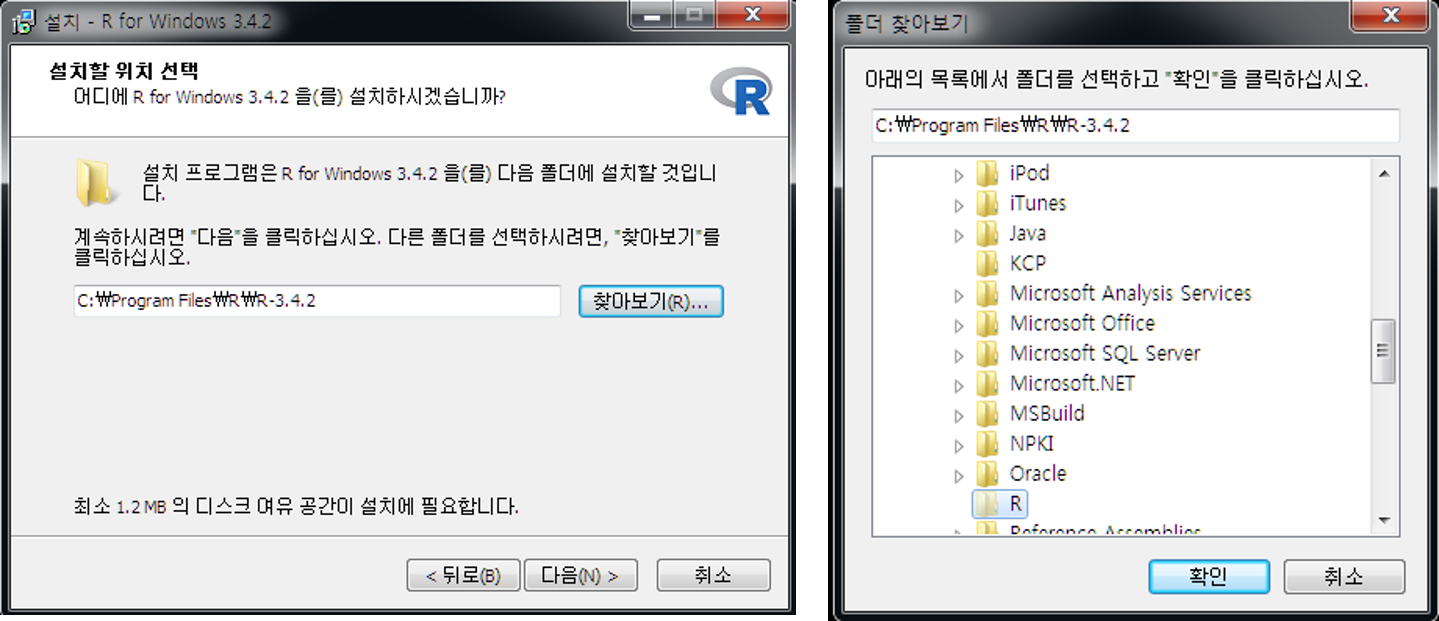 설치 - R for Windows 3.4.2
설치할 위치 선택
어디에 R for Windows 3.4.2 을(를) 설치하시겠습니까?
R
설치 프로그램은 R for Windows 3.4.2 을(를) 다음 폴더에 설치할 것입니
다.
계속하시려면 "다음"을 클릭하십시오. 다른 폴더를 선택하시려면, "찾아보기"를
클릭하십시오.
C:₩Program Files₩R₩R-3.4.2
찾아보기(R)...
최소 1.2 MB 의 디스크 여유 공간이 설치에 필요합니다.
< 뒤로(B)
다음(N) >
취소
폴더 찾아보기
아래의 목록에서 폴더를 선택하고 "확인"을 클릭하십시오.
C:₩Program Files₩R₩R-3.4.2
iPod
iTunes
Java
KCP
Microsoft Analysis Services
Microsoft Office
Microsoft SQL Server
Microsoft.NET
MSBuild
NPKI
Oracle
R
Reference Assemblies
확인
취소